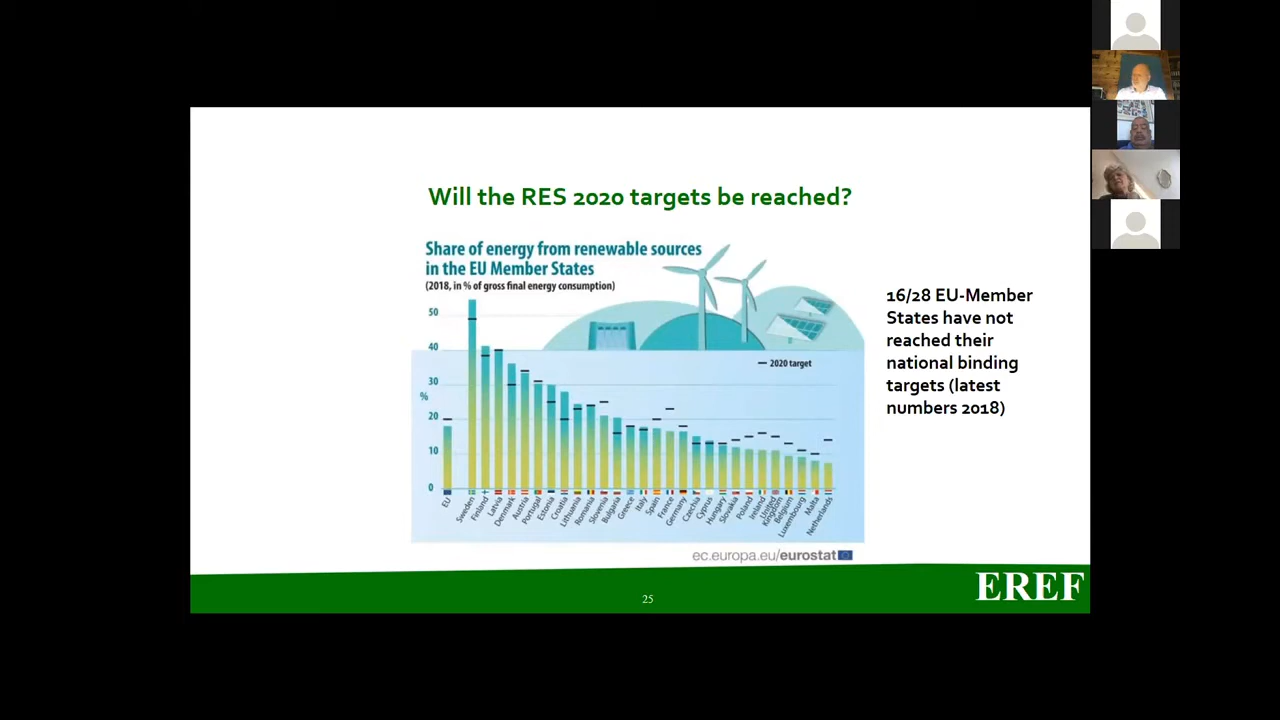 Will the RES 2020 targets be reached?
Share of energy from renewable sources
in the EU Member States
(2018, in % of gross final energy consumption)
50
40
30
%
20
10
0
2020 target
EU
Sweden
Finland
Latvia
Denmark
Austria
Portugal
Estonia
Croatia
Lithuania
Romania
Slovenia
Bulgaria
Greece
Italy
Spain
France
Germany
Czechia
Cyprus
Hungary
Slovakia
Poland
Ireland
United
Kingdom
Belgium
Luxembourg
Malta
Netherlands
ec.europa.eu/eurostat
16/28 EU-Member
States have not
reached their
national binding
targets (latest
numbers 2018)
25
EREF